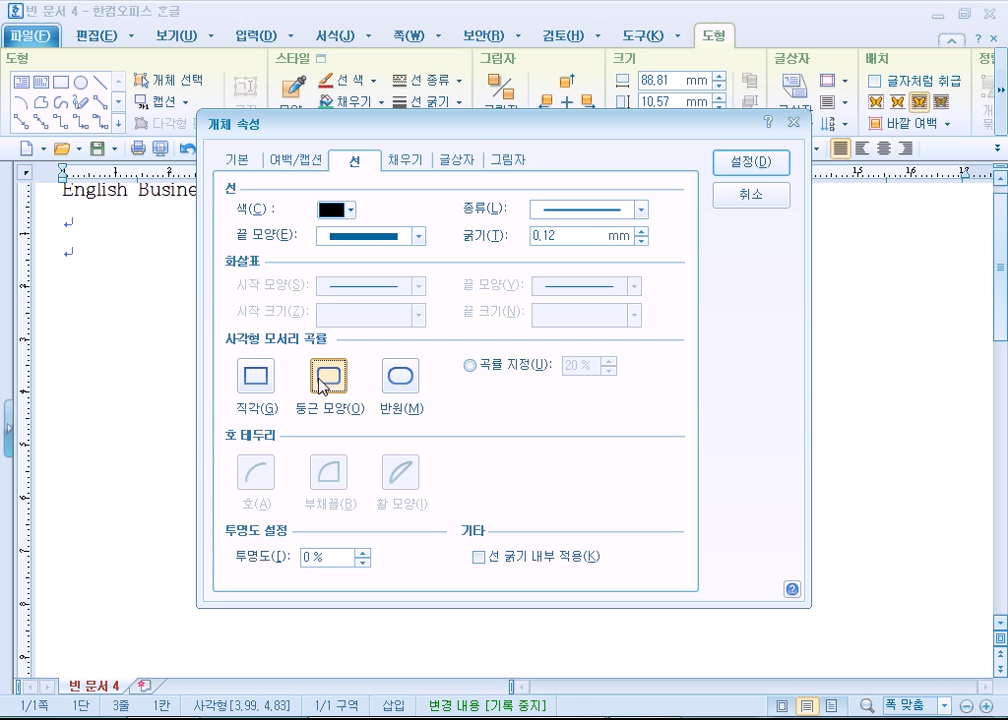 빈 문서 4 - 한컴오피스 한글
파일(F) 편집(E) 보기(U) 입력(D) 서식(J) 쪽(W) 보안(R) 검토(H) 도구(K) 도형
도형 스타일 그림자 크기 글상자 배치
개체 선택 선 색 선 종류 88,81 mm 글자처럼 취급
캡션 채우기 선 굵기 10,57 mm
바깥 여백
개체 속성
English Busine
기본 여백/캡션 선 채우기 글상자 그림자
설정(D)
취소
선
색(C) : 종류(L):
끝 모양(E): 굵기(T): 0,12 mm
화살표
시작 모양(S): 끝 모양(Y):
시작 크기(Z): 끝 크기(N):
사각형 모서리 곡률
곡률 지정(U): 20 %
직각(G) 둥근 모양(O) 반원(M)
호 테두리
호(A) 부채꼴(B) 활 모양(I)
투명도 설정 기타
투명도(I): 0 % 선 굵기 내부 적용(K)
빈 문서 4
1/1쪽 1단 3줄 1칸 사각형[3,99, 4,83] 1/1 구역 삽입 변경 내용 [기록 중지] 폭 맞춤